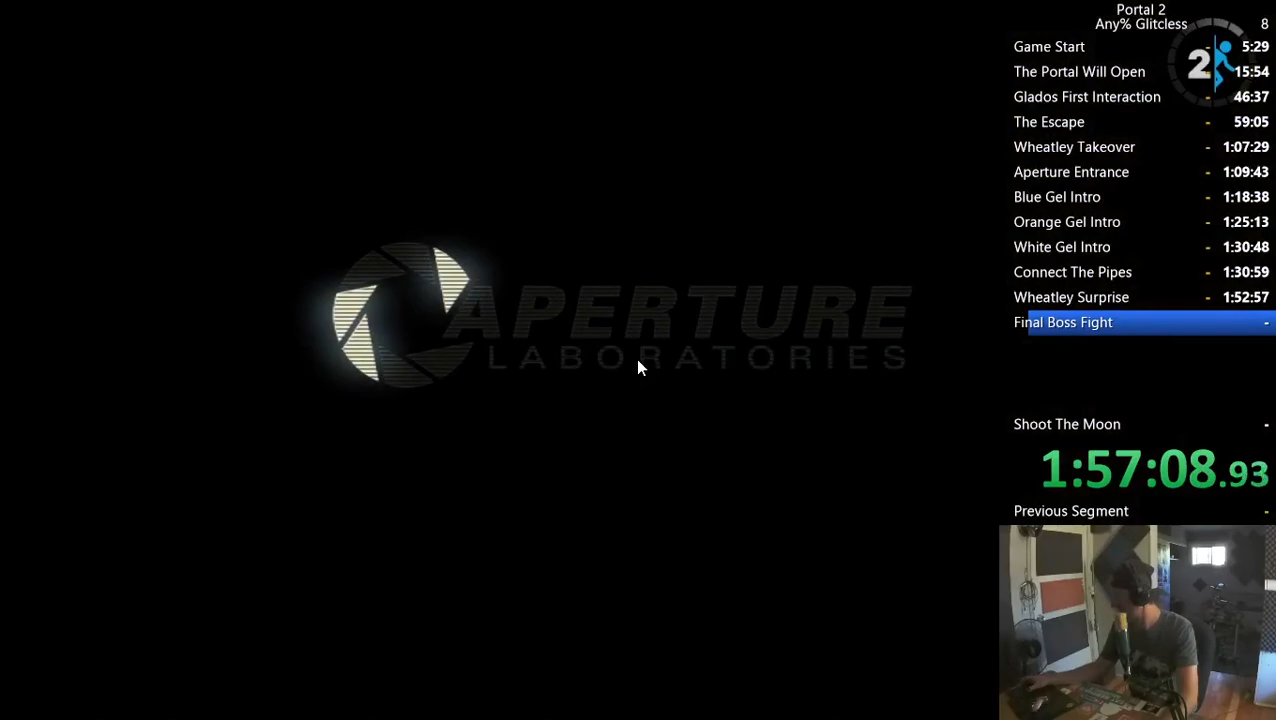 Portal 2
Any% Glitcless 8
Game Start - 5:29
The Portal Will Open - 15:54
Glados First Interaction - 46:37
The Escape - 59:05
Wheatley Takeover - 1:07:29
Aperture Entrance - 1:09:43
Blue Gel Intro - 1:18:38
Orange Gel Intro - 1:25:13
White Gel Intro - 1:30:48
Connect The Pipes - 1:30:59
Wheatley Surprise - 1:52:57
Final Boss Fight -
APERTURE
LABORATORIES
Shoot The Moon -
1:57:08.93
Previous Segment -
2